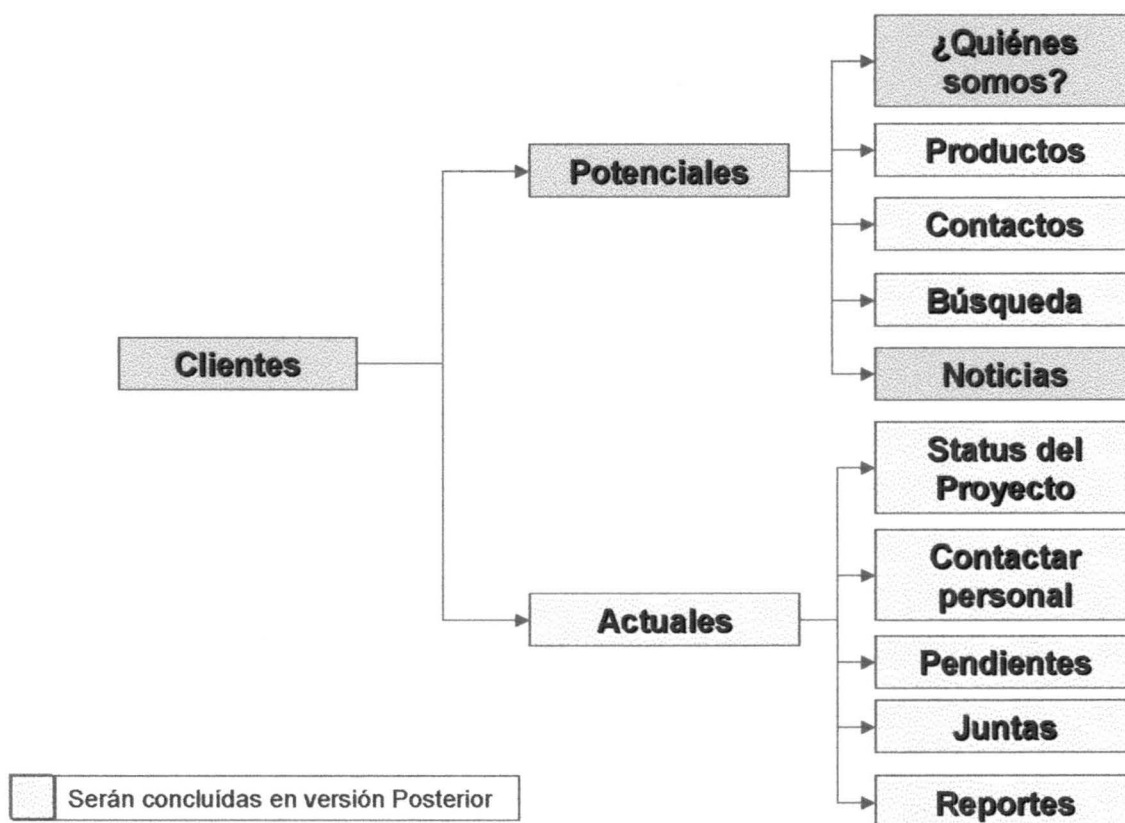 ¿Quiénes
somos?
Productos
Potenciales
Contactos
Búsqueda
Clientes
Noticias
Status del
Proyecto
Contactar
personal
Actuales
Pendientes
Juntas
Reportes
Serán concluídas en versión Posterior